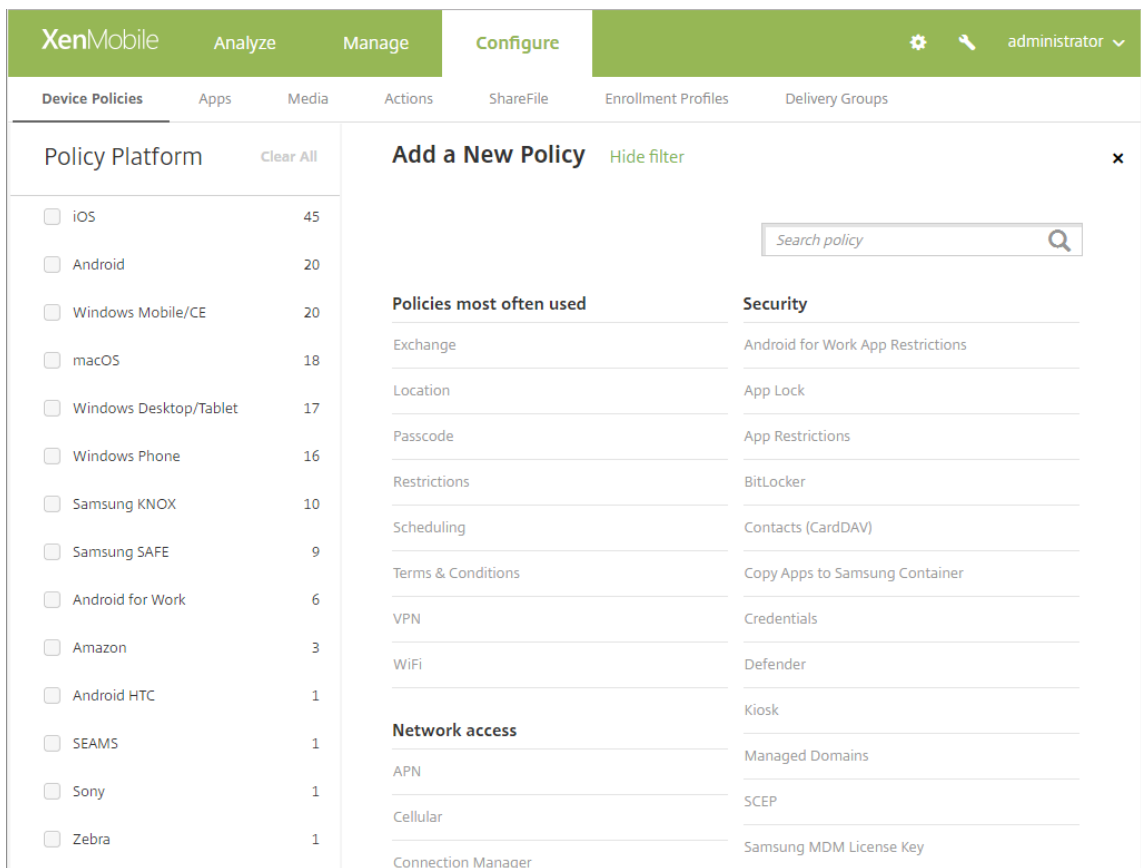 XenMobile Analyze Manage Configure administrator
Device Policies Apps Media Actions ShareFile Enrollment Profiles Delivery Groups
Policy Platform Clear All
iOS 45
Android 20
Windows Mobile/CE 20
macOS 18
Windows Desktop/Tablet 17
Windows Phone 16
Samsung KNOX 10
Samsung SAFE 9
Android for Work 6
Amazon 3
Android HTC 1
SEAMS 1
Sony 1
Zebra 1
Add a New Policy Hide filter
Search policy
Policies most often used
Exchange
Location
Passcode
Restrictions
Scheduling
Terms & Conditions
VPN
WiFi
Network access
APN
Cellular
Connection Manager
Security
Android for Work App Restrictions
App Lock
App Restrictions
BitLocker
Contacts (CardDAV)
Copy Apps to Samsung Container
Credentials
Defender
Kiosk
Managed Domains
SCEP
Samsung MDM License Key